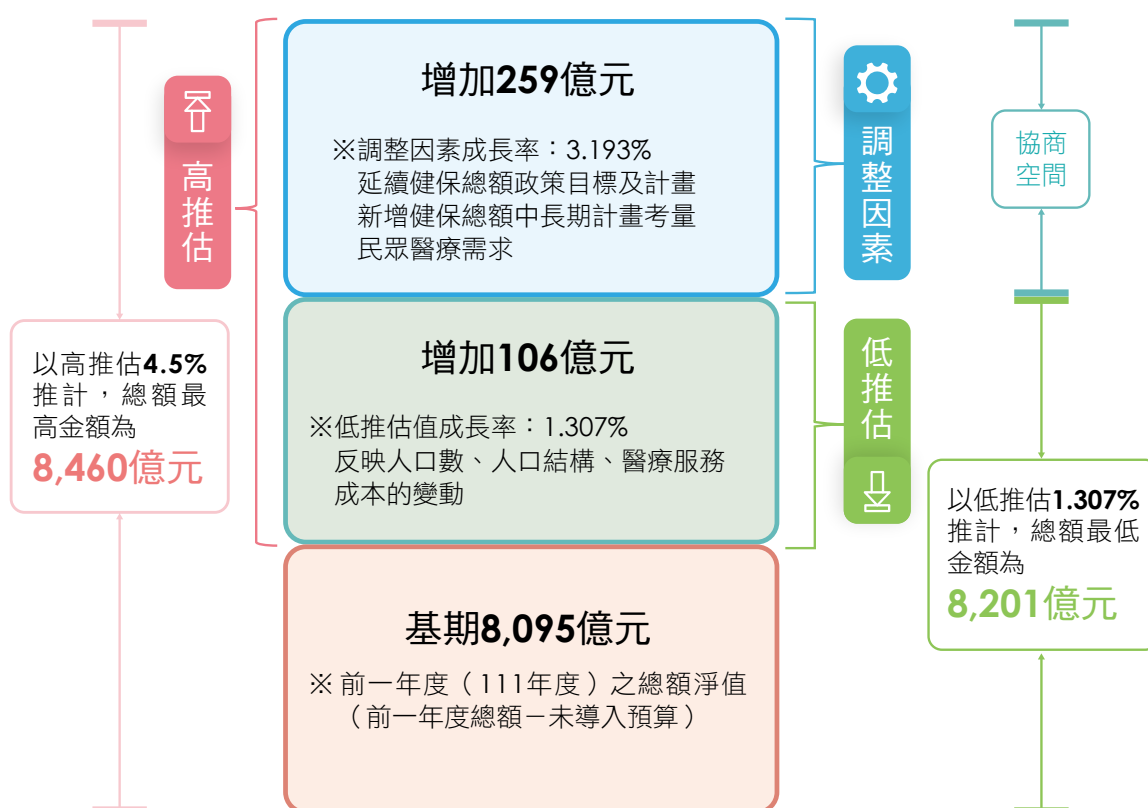 高推估
以高推估4.5%
推計，總額最
高金額為
8,460億元
增加259億元
※調整因素成長率：3.193%
延續健保總額政策目標及計畫
新增健保總額中長期計畫考量
民眾醫療需求
增加106億元
※低推估值成長率：1.307%
反映人口數、人口結構、醫療服務
成本的變動
基期8,095億元
※前一年度（111年度）之總額淨值
（前一年度總額－未導入預算）
調整因素
低推估
協商
空間
以低推估1.307%
推計，總額最低
金額為
8,201億元